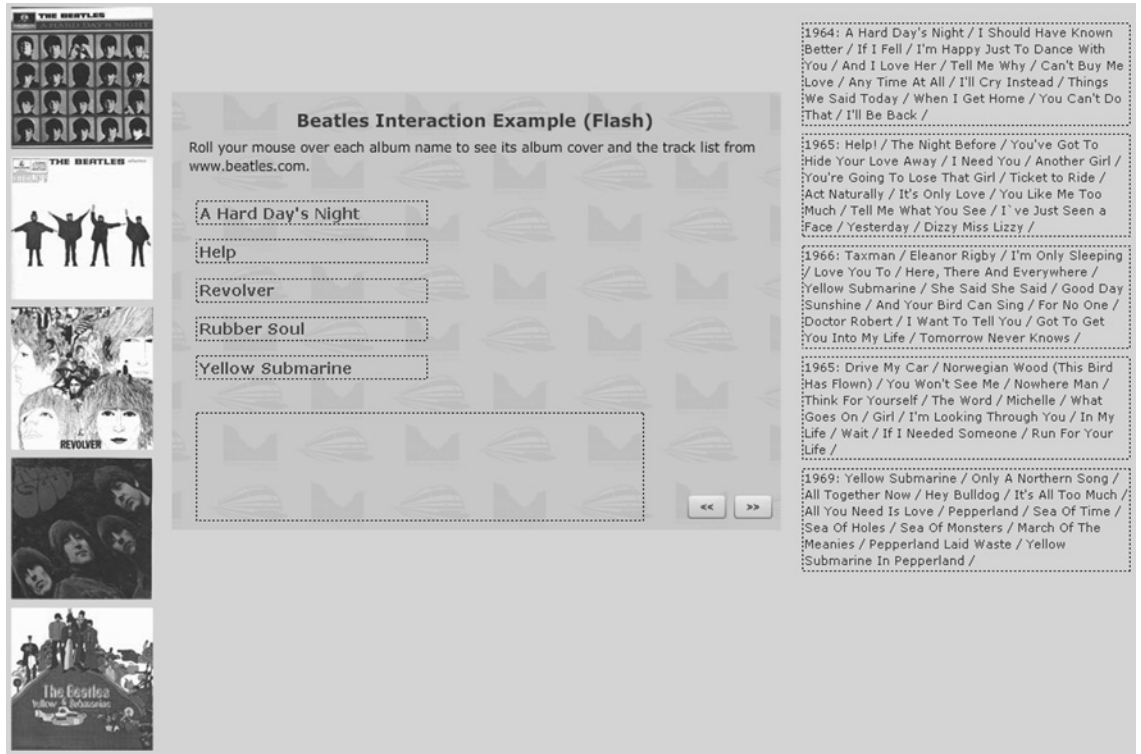 THE BEATLES
A HARD DAY'S NIGHT
THE BEATLES
REVOLVER
The Beatles
Yellow Submarine
Beatles Interaction Example (Flash)
Roll your mouse over each album name to see its album cover and the track list from
www.beatles.com.
A Hard Day's Night
Help
Revolver
Rubber Soul
Yellow Submarine
<<
>>
1964: A Hard Day's Night / I Should Have Known
Better / If I Fell / I'm Happy Just To Dance With
You / And I Love Her / Tell Me Why / Can't Buy Me
Love / Any Time At All / I'll Cry Instead / Things
We Said Today / When I Get Home / You Can't Do
That / I'll Be Back /
1965: Help! / The Night Before / You've Got To
Hide Your Love Away / I Need You / Another Girl /
You're Going To Lose That Girl / Ticket to Ride /
Act Naturally / It's Only Love / You Like Me Too
Much / Tell Me What You See / I`ve Just Seen a
Face / Yesterday / Dizzy Miss Lizzy /
1966: Taxman / Eleanor Rigby / I'm Only Sleeping
/ Love You To / Here, There And Everywhere /
Yellow Submarine / She Said She Said / Good Day
Sunshine / And Your Bird Can Sing / For No One /
Doctor Robert / I Want To Tell You / Got To Get
You Into My Life / Tomorrow Never Knows /
1965: Drive My Car / Norwegian Wood (This Bird
Has Flown) / You Won't See Me / Nowhere Man /
Think For Yourself / The Word / Michelle / What
Goes On / Girl / I'm Looking Through You / In My
Life / Wait / If I Needed Someone / Run For Your
Life /
1969: Yellow Submarine / Only A Northern Song /
All Together Now / Hey Bulldog / It's All Too Much /
All You Need Is Love / Pepperland / Sea Of Time /
Sea Of Holes / Sea Of Monsters / March Of The
Meanies / Pepperland Laid Waste / Yellow
Submarine In Pepperland /